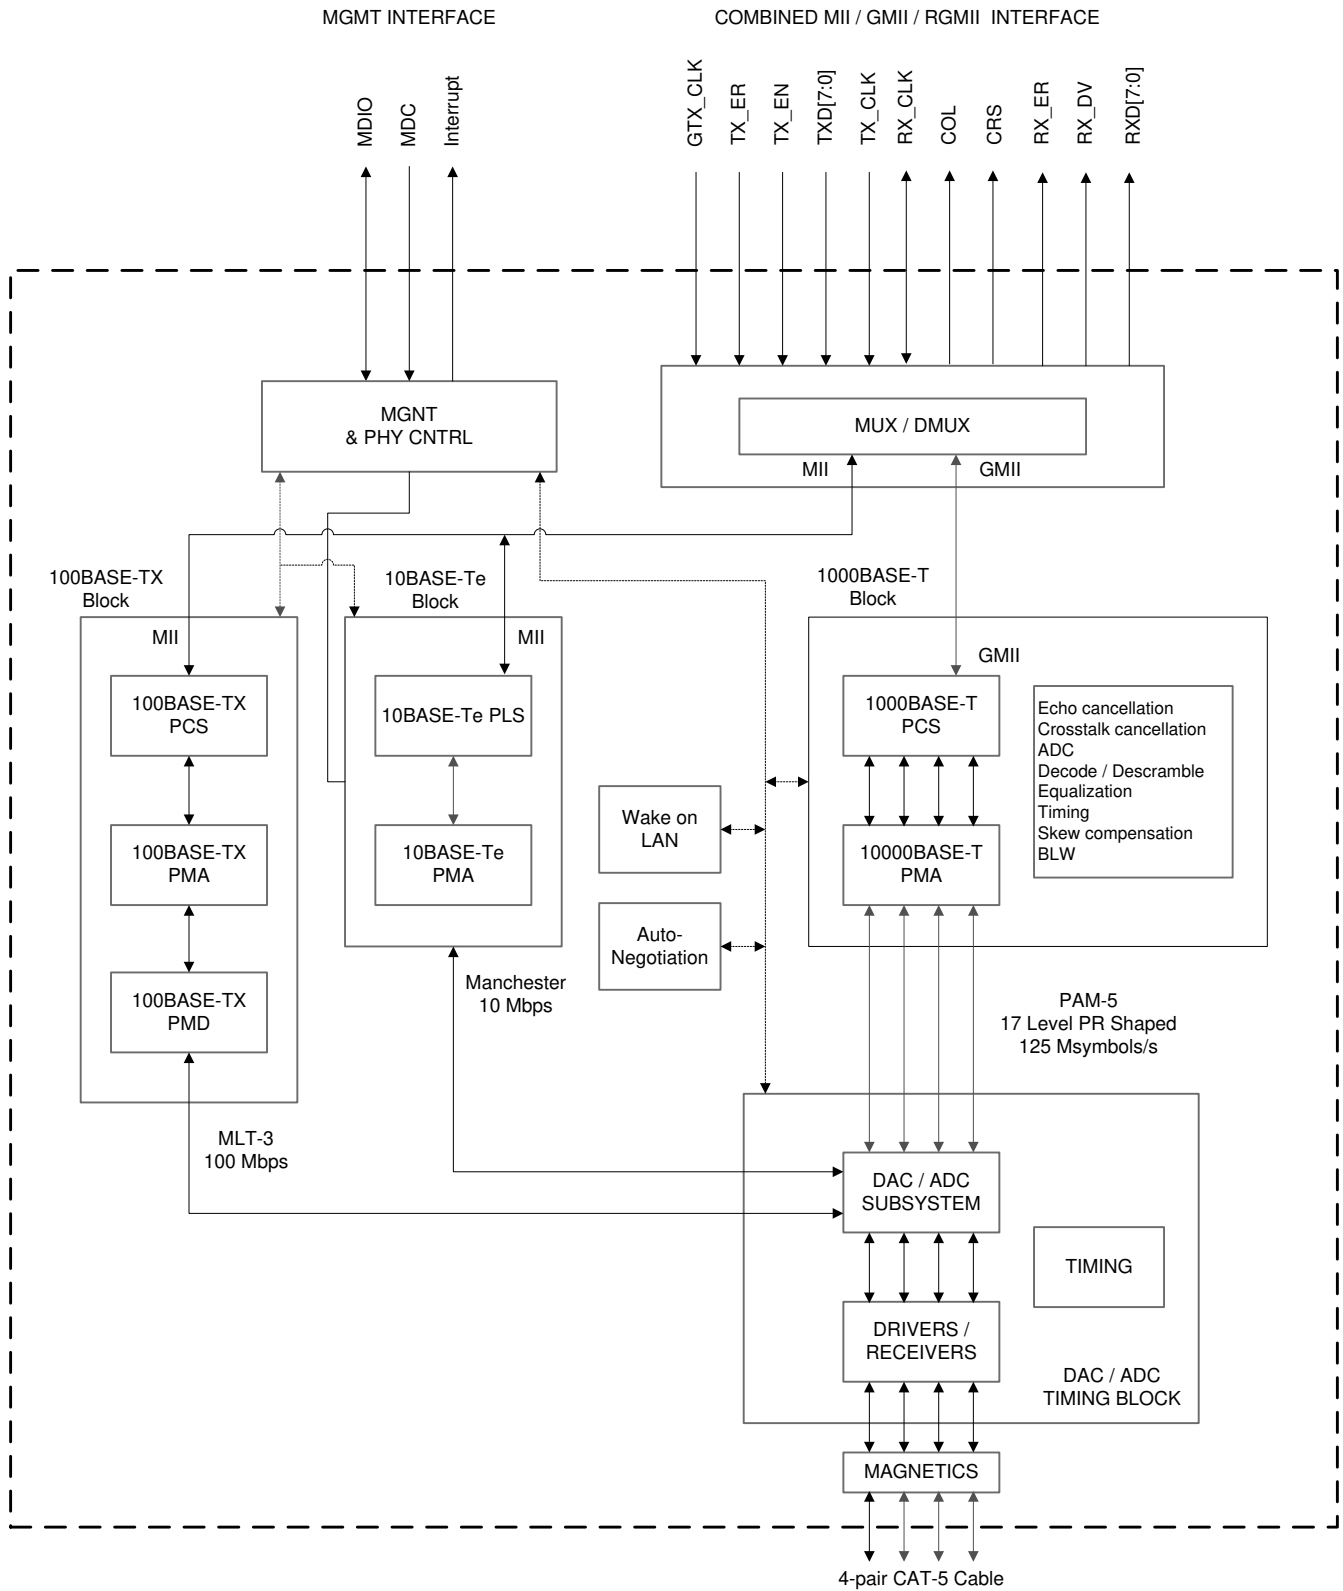 MGMT INTERFACE
COMBINED MII / GMII / RGMII INTERFACE
MDIO
MDC
Interrupt
GTX_CLK
TX_ER
TX_EN
TXD[7:0]
TX_CLK
RX_CLK
COL
CRS
RX_ER
RX_DV
RXD[7:0]
MGNT
& PHY CNTRL
MUX / DMUX
MII
GMII
100BASE-TX
Block
10BASE-Te
Block
1000BASE-T
Block
MII
MII
GMII
100BASE-TX
PCS
10BASE-Te PLS
1000BASE-T
PCS
Echo cancellation
Crosstalk cancellation
ADC
Decode / Descramble
Equalization
Timing
Skew compensation
BLW
Wake on
LAN
100BASE-TX
PMA
10BASE-Te
PMA
10000BASE-T
PMA
Auto-
Negotiation
100BASE-TX
PMD
Manchester
10 Mbps
PAM-5
17 Level PR Shaped
125 Msymbols/s
MLT-3
100 Mbps
DAC / ADC
SUBSYSTEM
TIMING
DRIVERS /
RECEIVERS
DAC / ADC
TIMING BLOCK
MAGNETICS
4-pair CAT-5 Cable